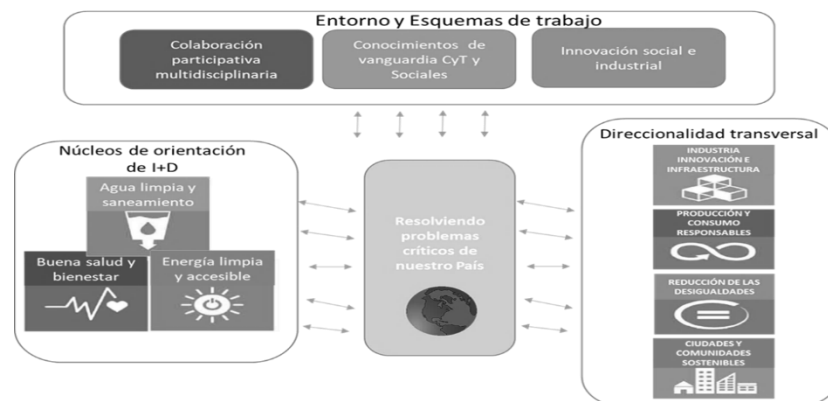 Entorno y Esquemas de trabajo
Colaboración
participativa
multidisciplinaria
Conocimientos de
vanguardia CyT y
Sociales
Innovación social e
industrial
Núcleos de orientación
de I+D
Agua limpia y
saneamiento
Buena salud y
bienestar
Energía limpia
y accesible
Resolviendo
problemas
críticos de
nuestro País
Direccionalidad transversal
INDUSTRIA
INNOVACIÓN E
INFRAESTRUCTURA
PRODUCCIÓN Y
CONSUMO
RESPONSABLES
REDUCCIÓN DE LAS
DESIGUALDADES
CIUDADES Y
COMUNIDADES
SOSTENIBLES